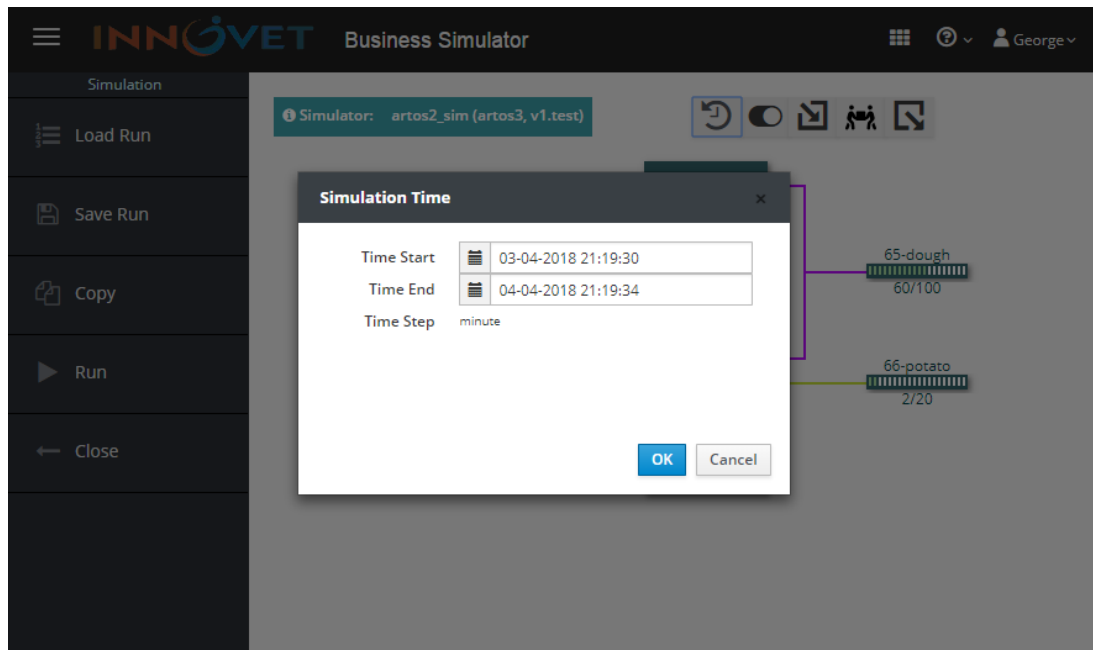 INNOVET Business Simulator George
Simulation
Simulator: artos2_sim (artos3, v1.test)
Load Run
Save Run
Copy
Run
Close
Simulation Time ×
Time Start 03-04-2018 21:19:30
Time End 04-04-2018 21:19:34
Time Step minute
OK Cancel
65-dough
60/100
66-potato
2/20